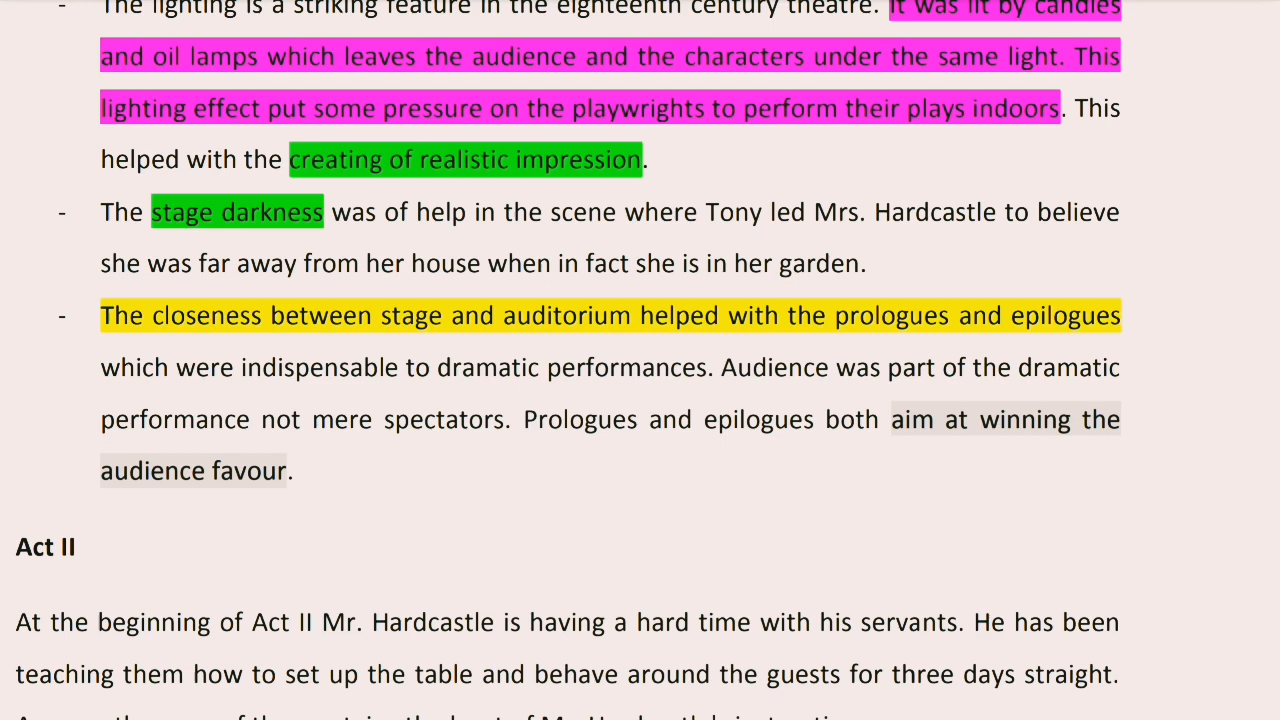 - The lighting is a striking feature in the eighteenth century theatre. It was lit by candles
and oil lamps which leaves the audience and the characters under the same light. This
lighting effect put some pressure on the playwrights to perform their plays indoors. This
helped with the creating of realistic impression.
- The stage darkness was of help in the scene where Tony led Mrs. Hardcastle to believe
she was far away from her house when in fact she is in her garden.
- The closeness between stage and auditorium helped with the prologues and epilogues
which were indispensable to dramatic performances. Audience was part of the dramatic
performance not mere spectators. Prologues and epilogues both aim at winning the
audience favour.
Act II
At the beginning of Act II Mr. Hardcastle is having a hard time with his servants. He has been
teaching them how to set up the table and behave around the guests for three days straight.